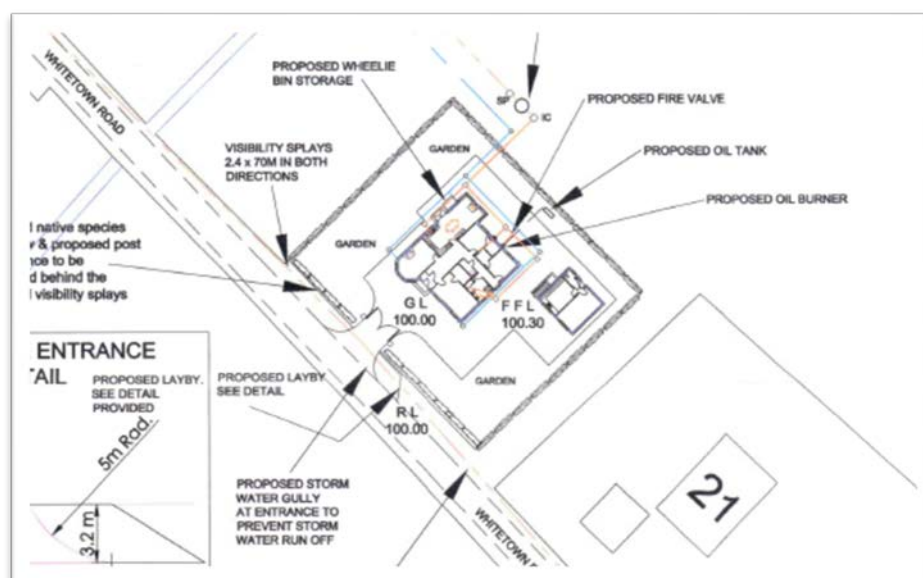 WHITETOWN ROAD
PROPOSED WHEELIE
BIN STORAGE
SP
IC
PROPOSED FIRE VALVE
GARDEN
PROPOSED OIL TANK
VISIBILITY SPLAYS
2.4 x 70M IN BOTH
DIRECTIONS
PROPOSED OIL BURNER
native species
& proposed post
to be
behind the
visibility splays
GARDEN
G L
100.00
F F L
100.30
ENTRANCE
PROPOSED LAYBY.
SEE DETAIL
PROVIDED
PROPOSED LAYBY.
SEE DETAIL
GARDEN
R L
100.00
5m Rad.
3.2 m
PROPOSED STORM
WATER GULLY
AT ENTRANCE TO
PREVENT STORM
WATER RUN OFF
21
WHITETOWN